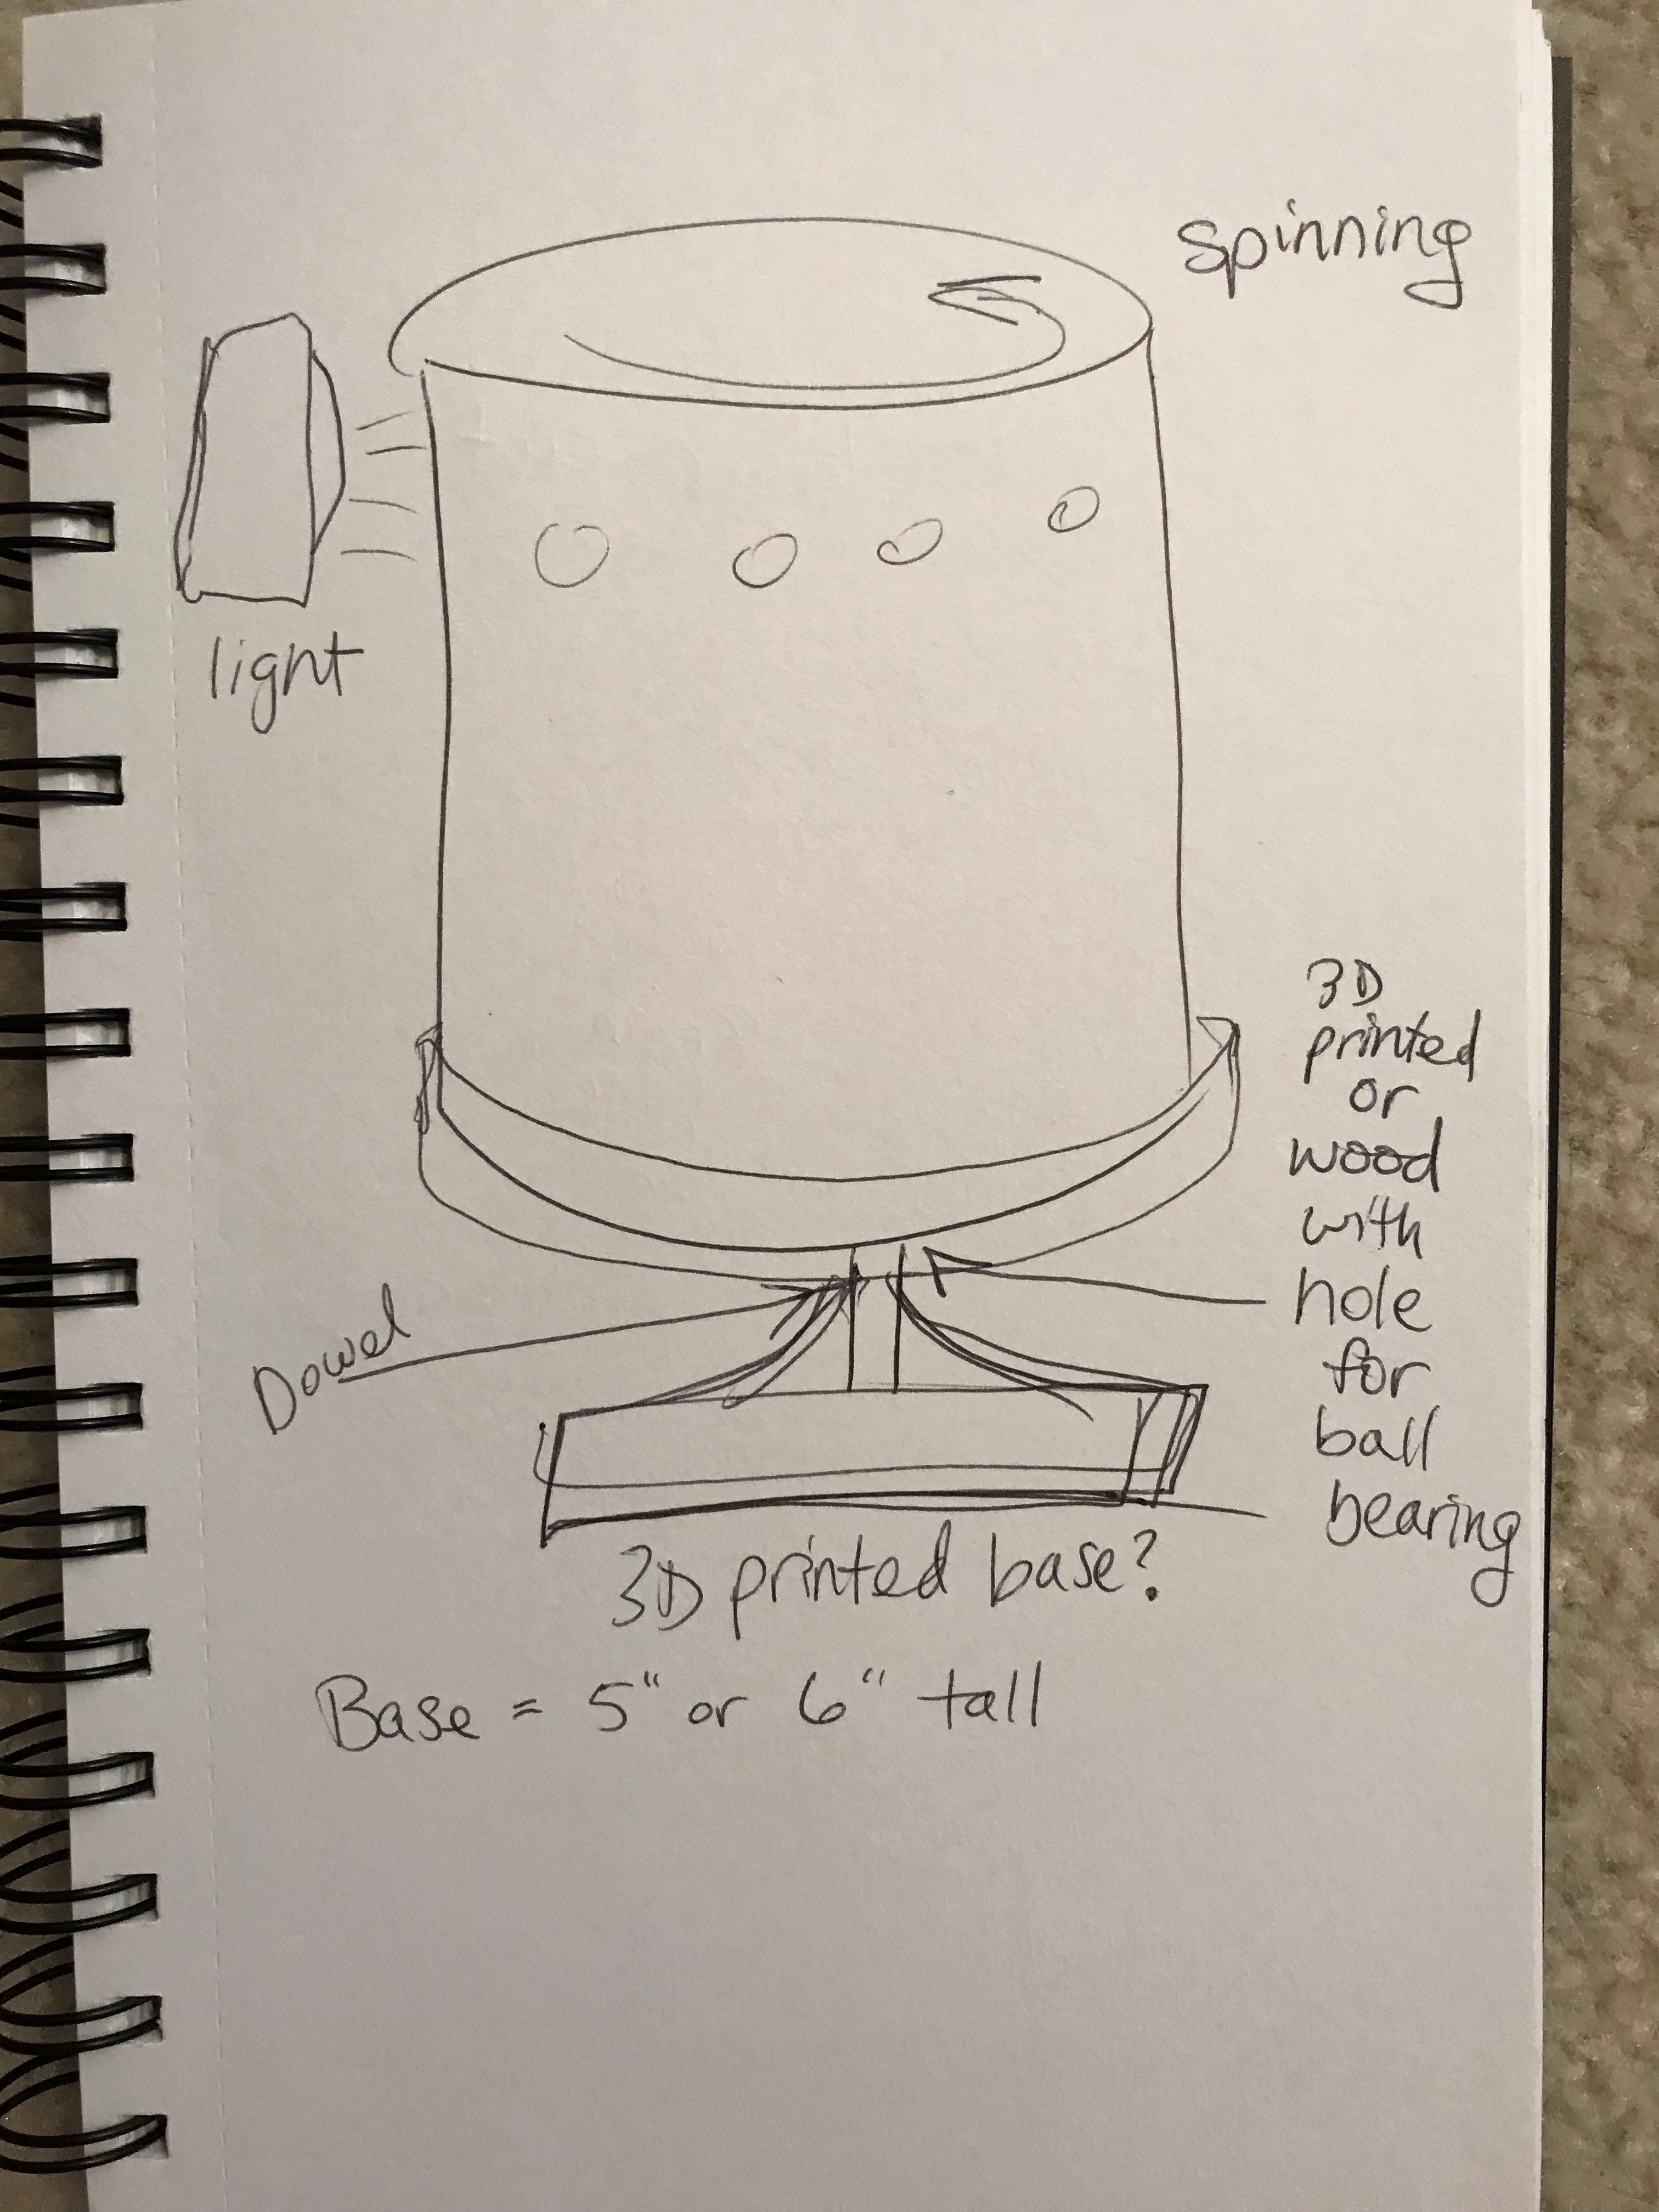 spinning
light
3D
printed
or
wood
with
hole
for
ball
bearing
Dowel
3D printed base?
Base = 5" or 6" tall